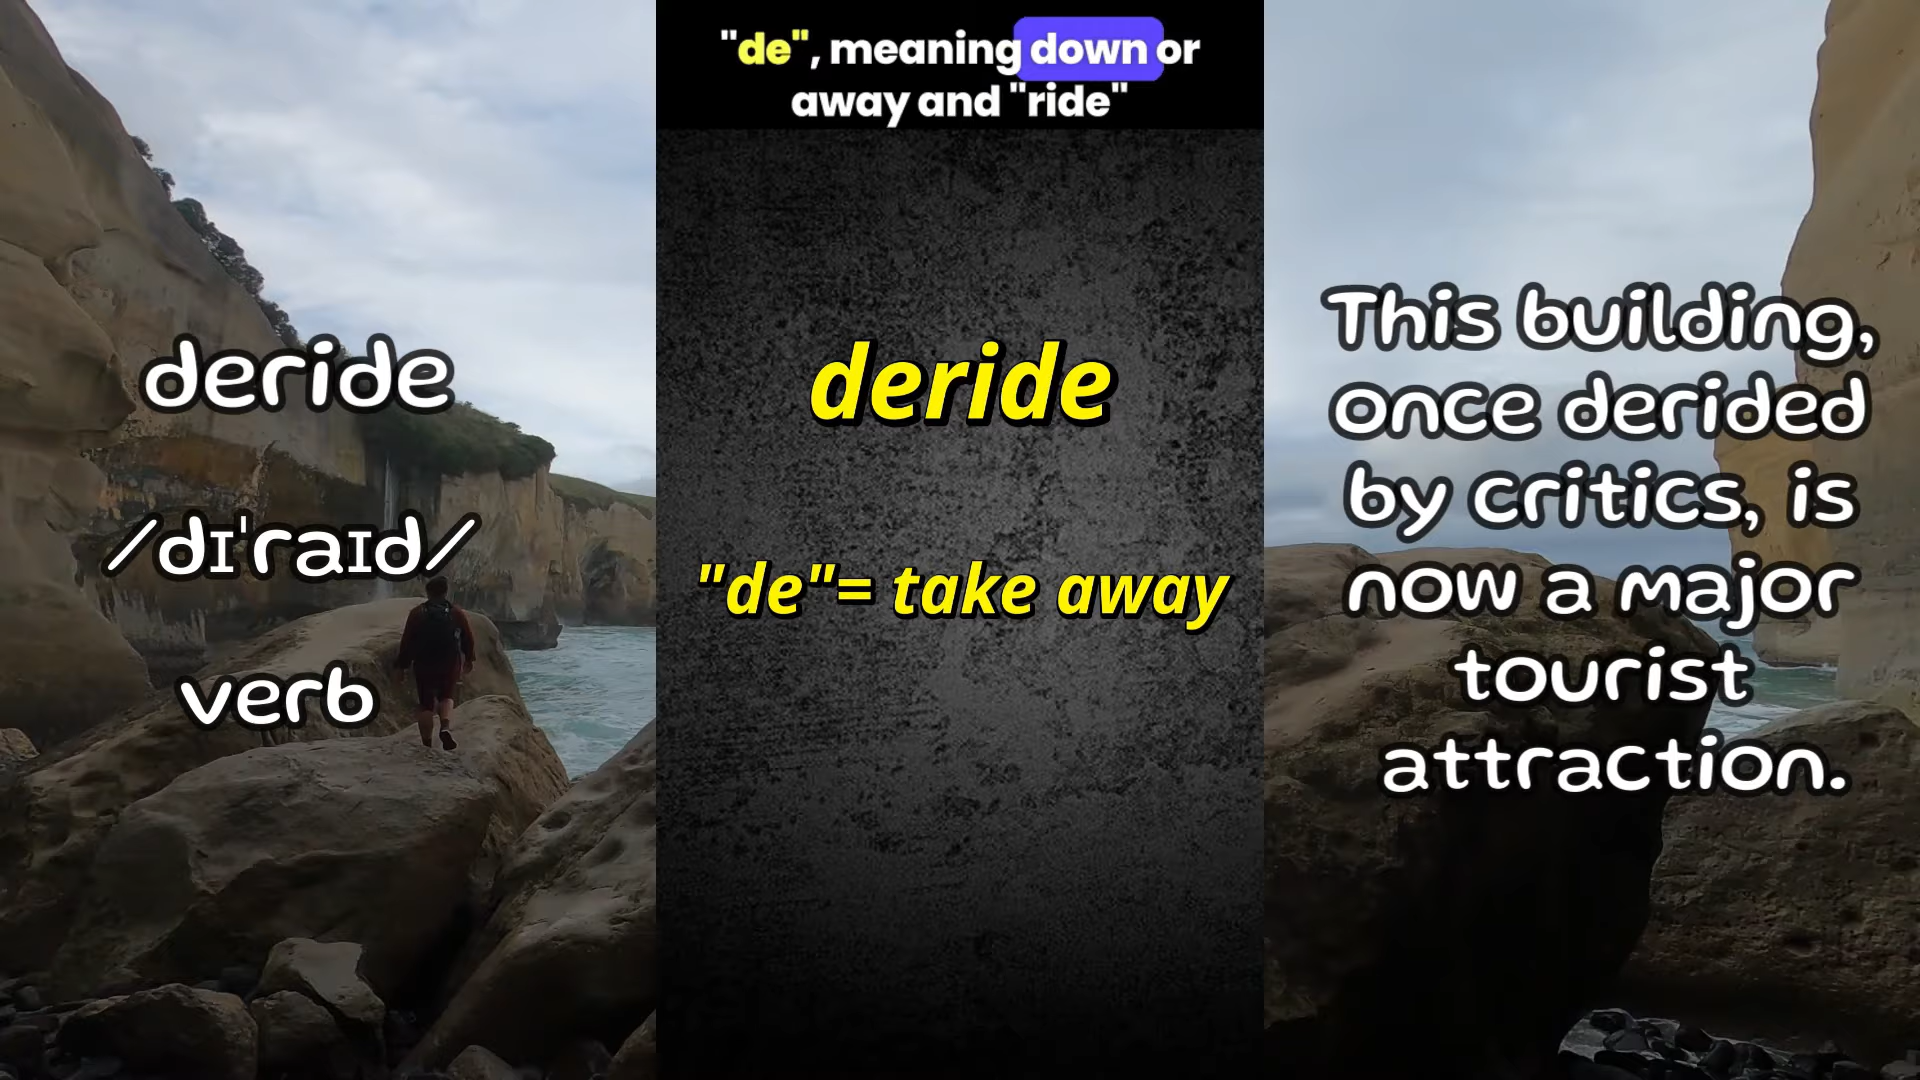 deride
/dɪˈraɪd/
verb
"de", meaning down or
away and "ride"
deride
"de"= take away
This building,
once derided
by critics, is
now a major
tourist
attraction.